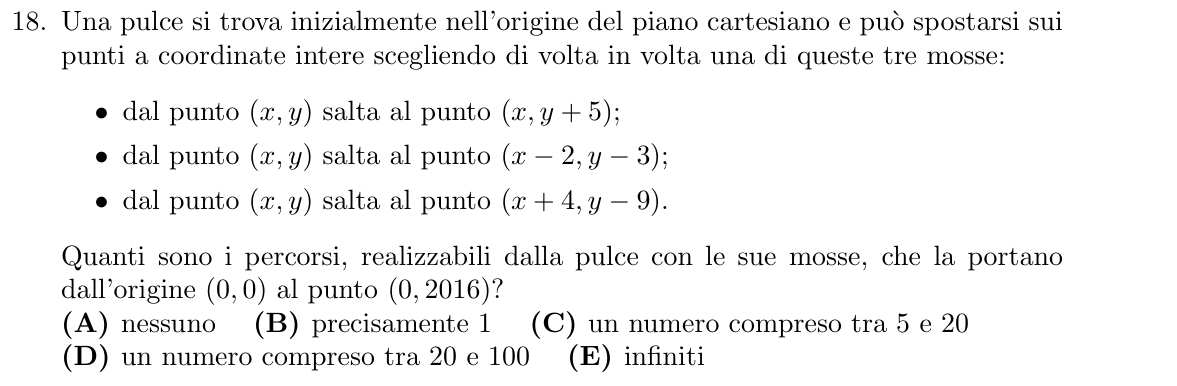 18. Una pulce si trova inizialmente nell'origine del piano cartesiano e può spostarsi sui
punti a coordinate intere scegliendo di volta in volta una di queste tre mosse:
• dal punto (x, y) salta al punto (x, y + 5);
• dal punto (x, y) salta al punto (x − 2, y − 3);
• dal punto (x, y) salta al punto (x + 4, y − 9).
Quanti sono i percorsi, realizzabili dalla pulce con le sue mosse, che la portano
dall'origine (0, 0) al punto (0, 2016)?
(A) nessuno (B) precisamente 1 (C) un numero compreso tra 5 e 20
(D) un numero compreso tra 20 e 100 (E) infiniti